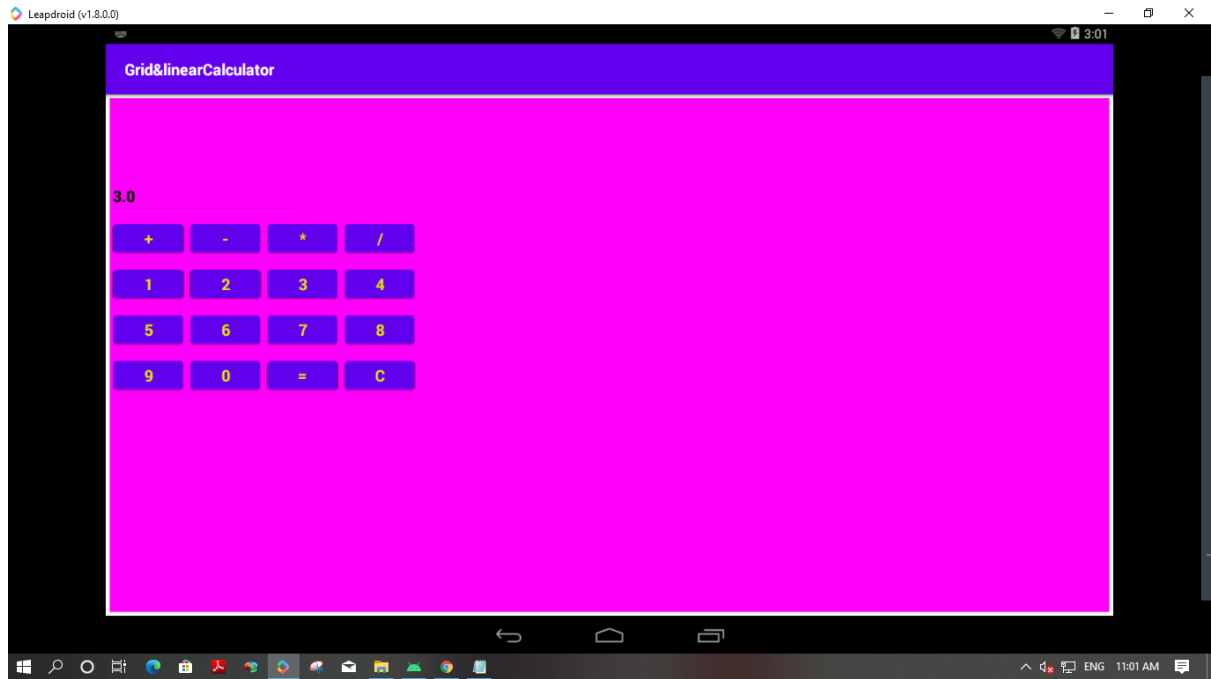 Leapdroid (v1.8.0.0)
3:01
Grid&linearCalculator
3.0
+ - * /
1 2 3 4
5 6 7 8
9 0 = C
ENG 11:01 AM